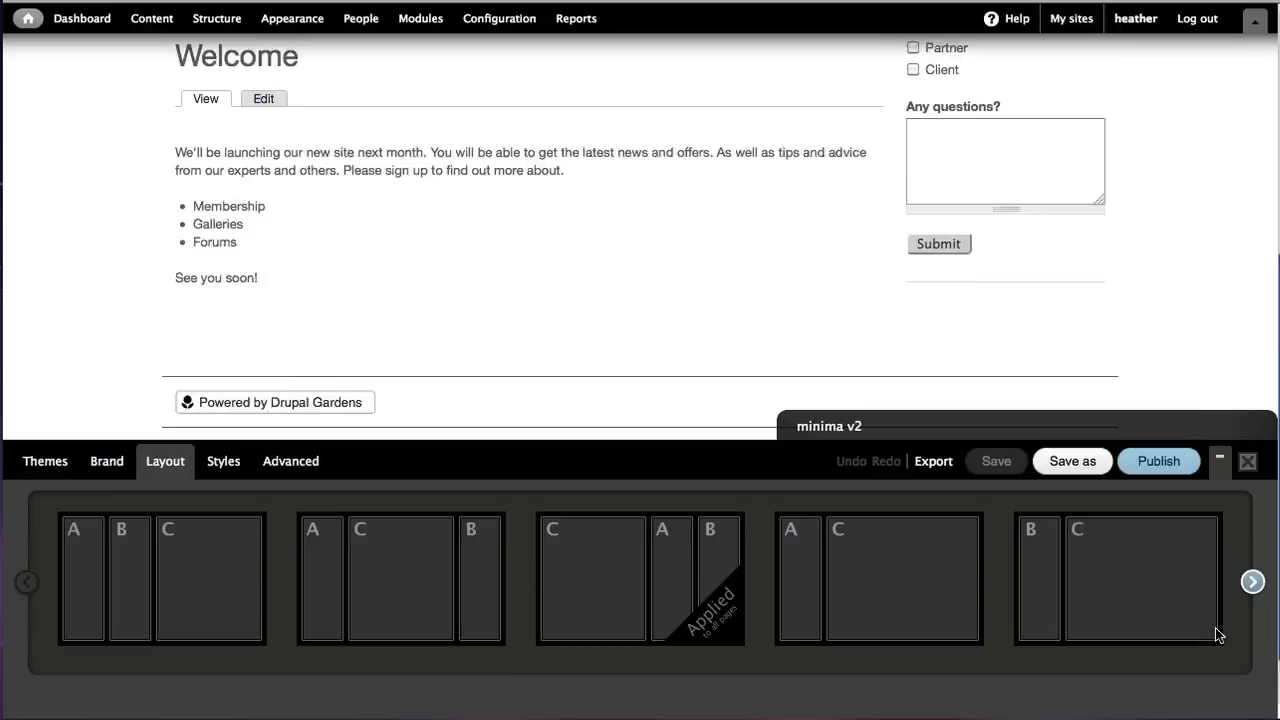 Dashboard Content Structure Appearance People Modules Configuration Reports ? Help My sites heather Log out
Welcome
Partner
Client
View Edit
Any questions?
We'll be launching our new site next month. You will be able to get the latest news and offers. As well as tips and advice
from our experts and others. Please sign up to find out more about.
• Membership
• Galleries
• Forums
Submit
See you soon!
Powered by Drupal Gardens
minima v2
Themes Brand Layout Styles Advanced Undo Redo | Export Save Save as Publish
A B C
A C B
C A B
Applied
to all pages
A C
B C